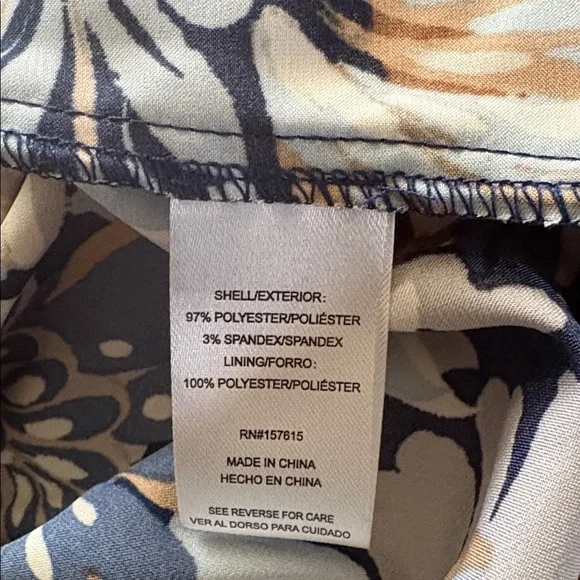 SHELL/EXTERIOR:
97% POLYESTER/POLIÉSTER
3% SPANDEX/SPANDEX
LINING/FORRO:
100% POLYESTER/POLIÉSTER
RN#157615
MADE IN CHINA
HECHO EN CHINA
SEE REVERSE FOR CARE
VER AL DORSO PARA CUIDADO